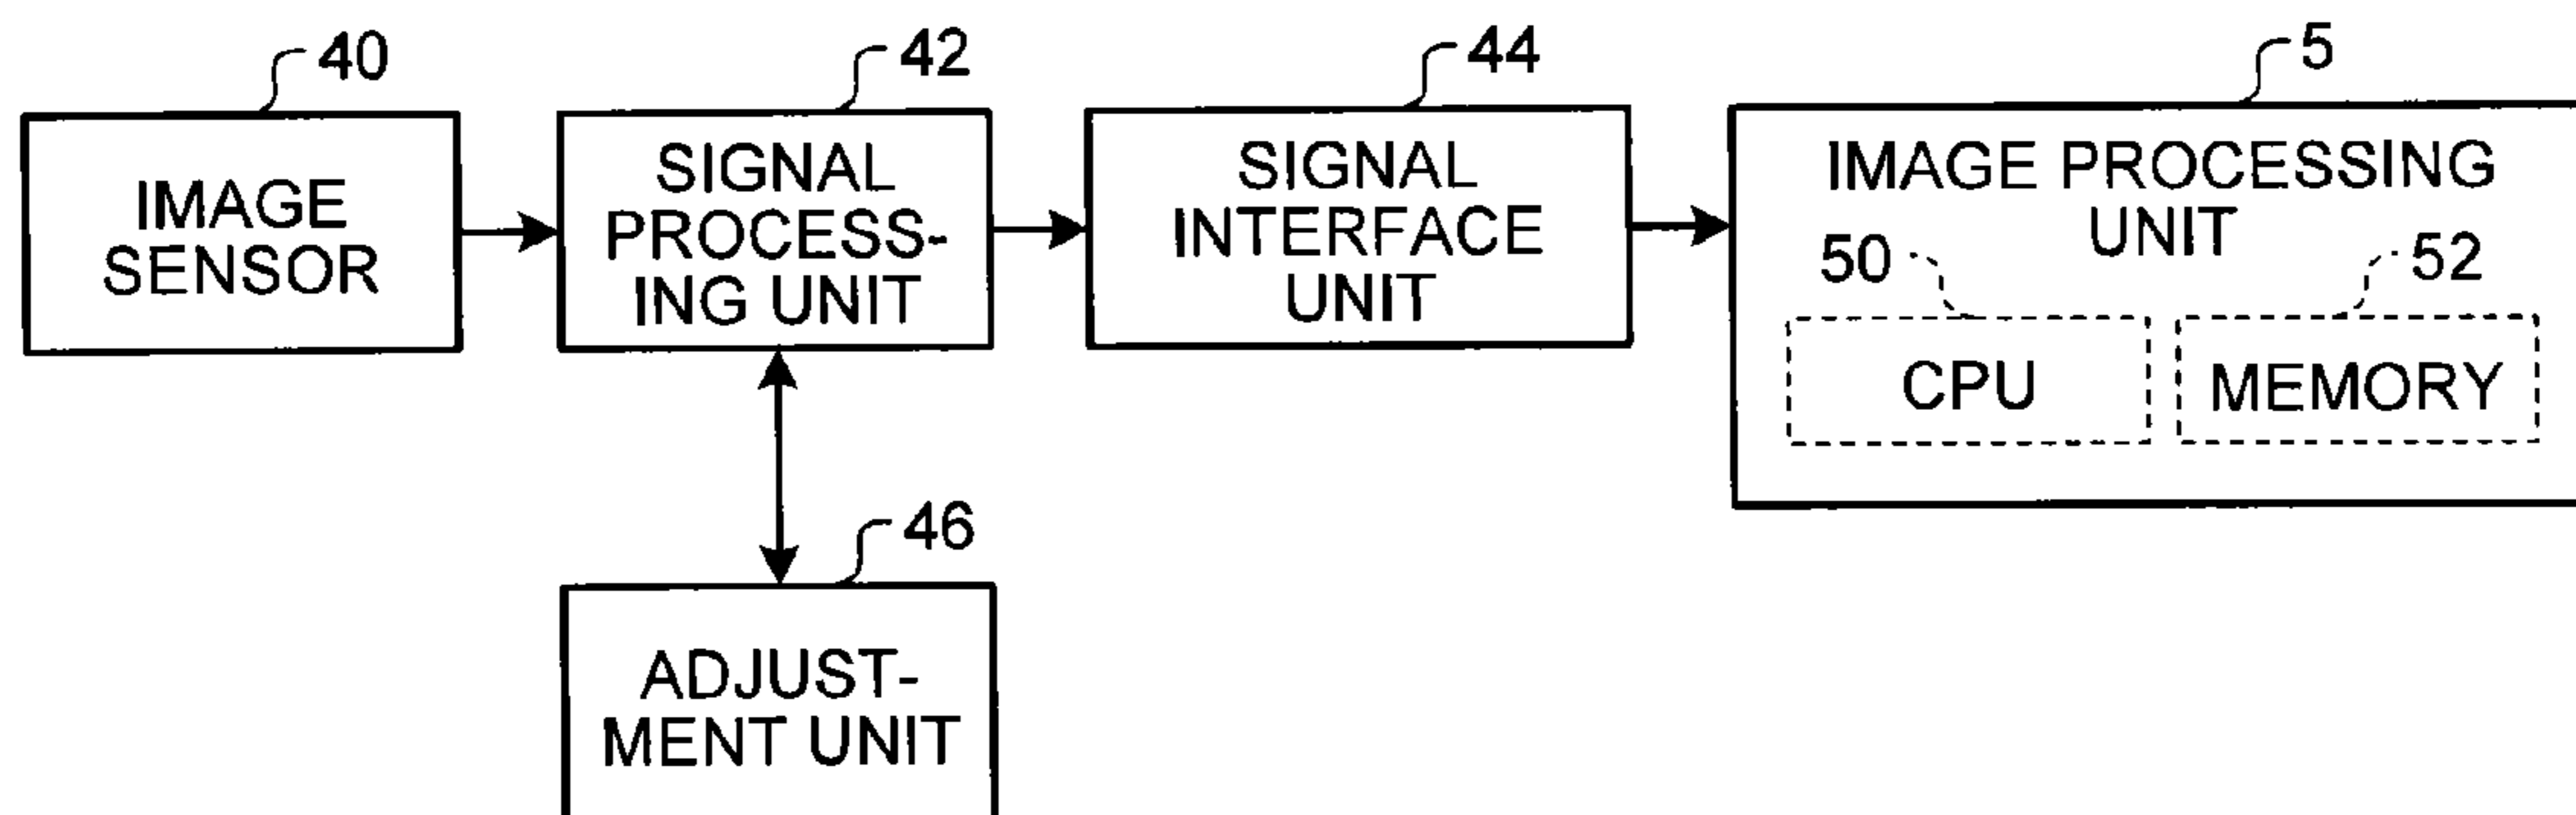 40
42
44
5
IMAGE
SENSOR
SIGNAL
PROCESS-
ING UNIT
SIGNAL
INTERFACE
UNIT
IMAGE PROCESSING
UNIT
50
52
CPU
MEMORY
46
ADJUST-
MENT UNIT